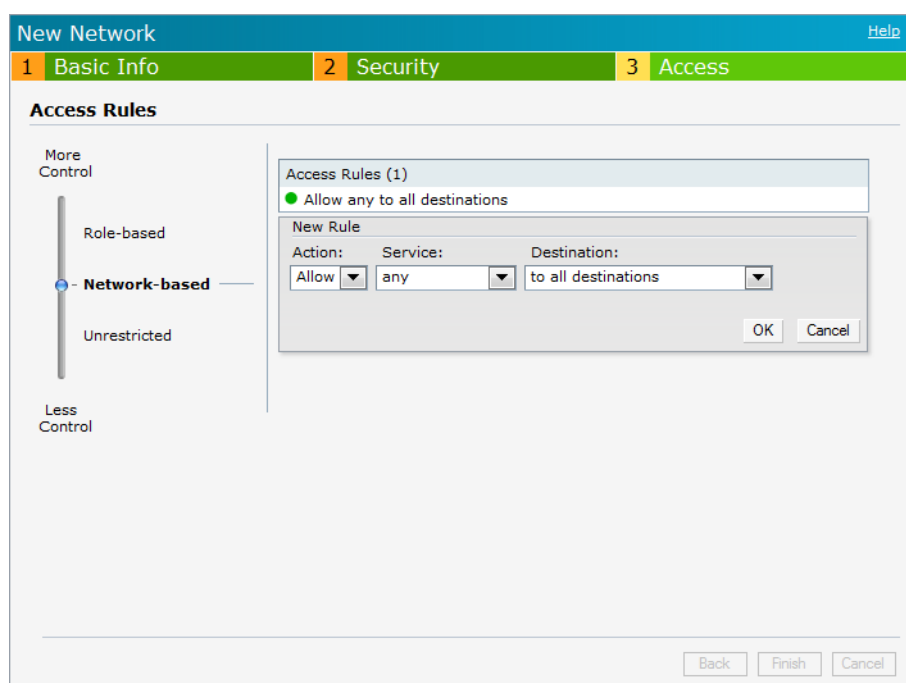 New Network Help
1 Basic Info 2 Security 3 Access
Access Rules
More
Control
Role-based
Network-based
Unrestricted
Less
Control
Access Rules (1)
Allow any to all destinations
New Rule
Action: Service: Destination:
Allow any to all destinations
OK Cancel
Back Finish Cancel